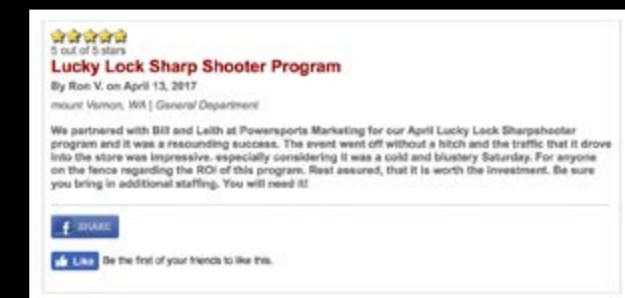 5 out of 5 stars
Lucky Lock Sharp Shooter Program
By Ron V. on April 13, 2017
mount Vernon, WA | General Department
We partnered with Bill and Leith at Powersports Marketing for our April Lucky Lock Sharpshooter
program and it was a resounding success. The event went off without a hitch and the traffic that it drove
into the store was impressive. especially considering it was a cold and blustery Saturday. For anyone
on the fence regarding the ROI of this program. Rest assured, that it is worth the investment. Be sure
you bring in additional staffing. You will need it!
f SHARE
Like Be the first of your friends to like this.